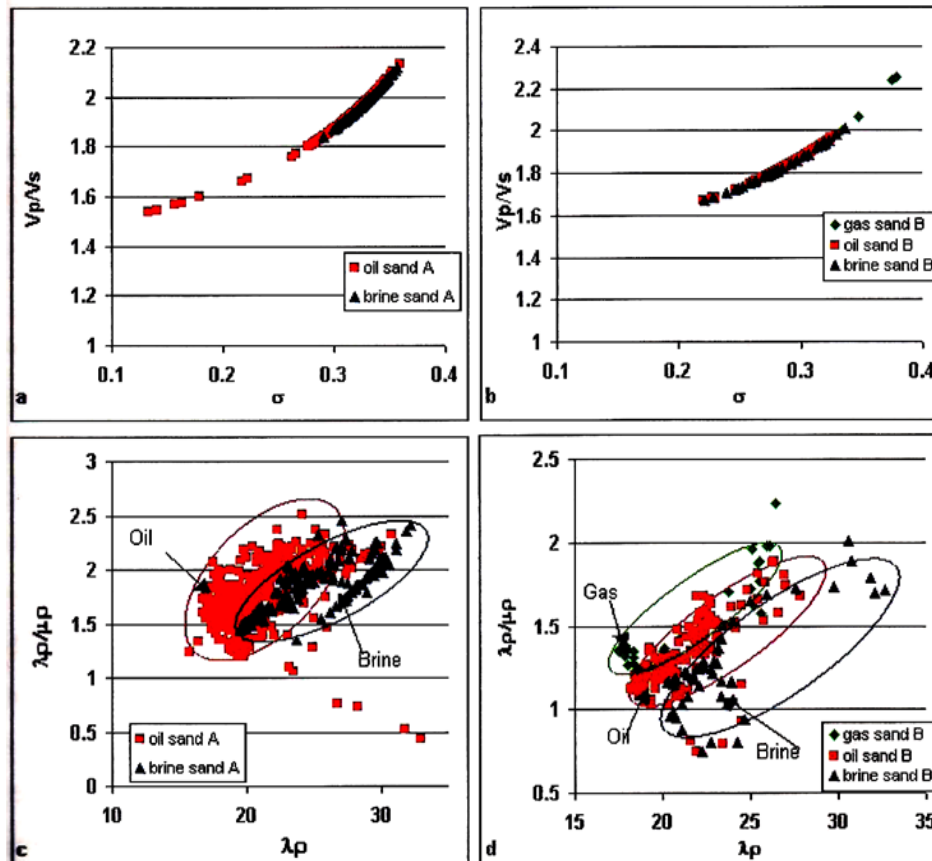 2.2
2
1.8
1.6
1.4
1.2
1
Vp/Vs
oil sand A
brine sand A
0.1
0.2
0.3
0.4
a
σ
2.4
2.2
2
1.8
1.6
1.4
1.2
1
Vp/Vs
gas sand B
oil sand B
brine sand B
0.1
0.2
0.3
0.4
b
σ
3
2.5
2
1.5
1
0.5
0
λρ/μρ
Oil
Brine
oil sand A
brine sand A
10
20
30
c
λρ
2.5
2
1.5
1
0.5
λρ/μρ
Gas
Oil
Brine
gas sand B
oil sand B
brine sand B
15
20
25
30
35
d
λρ